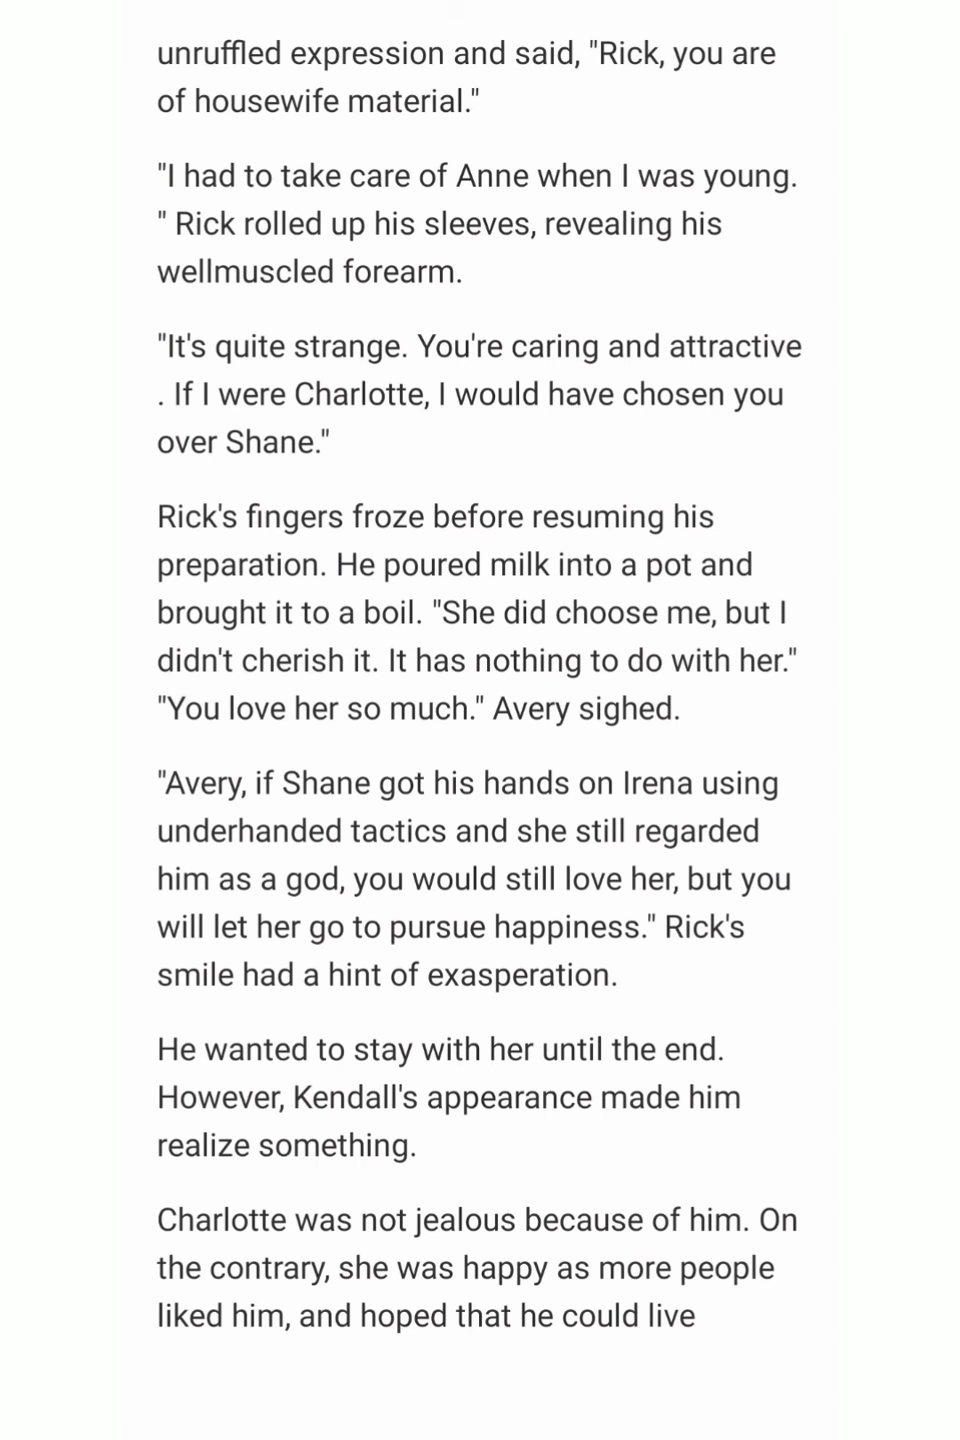 unruffled expression and said, "Rick, you are
of housewife material."
"I had to take care of Anne when I was young.
" Rick rolled up his sleeves, revealing his
wellmuscled forearm.
"It's quite strange. You're caring and attractive
. If I were Charlotte, I would have chosen you
over Shane."
Rick's fingers froze before resuming his
preparation. He poured milk into a pot and
brought it to a boil. "She did choose me, but I
didn't cherish it. It has nothing to do with her."
"You love her so much." Avery sighed.
"Avery, if Shane got his hands on Irena using
underhanded tactics and she still regarded
him as a god, you would still love her, but you
will let her go to pursue happiness." Rick's
smile had a hint of exasperation.
He wanted to stay with her until the end.
However, Kendall's appearance made him
realize something.
Charlotte was not jealous because of him. On
the contrary, she was happy as more people
liked him, and hoped that he could live